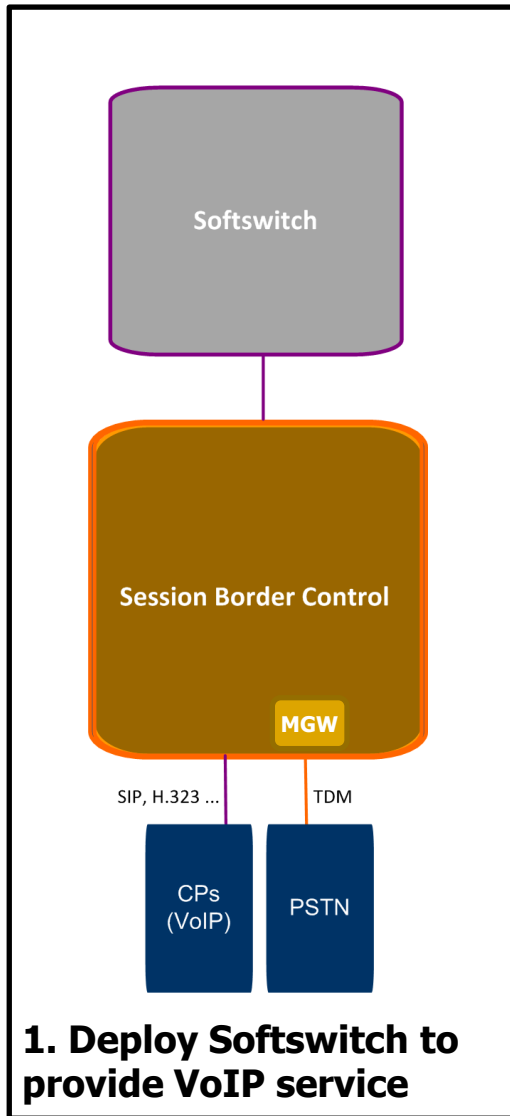 Softswitch
Session Border Control
MGW
SIP, H.323 ...
TDM
CPs
(VoIP)
PSTN
1. Deploy Softswitch to
provide VoIP service